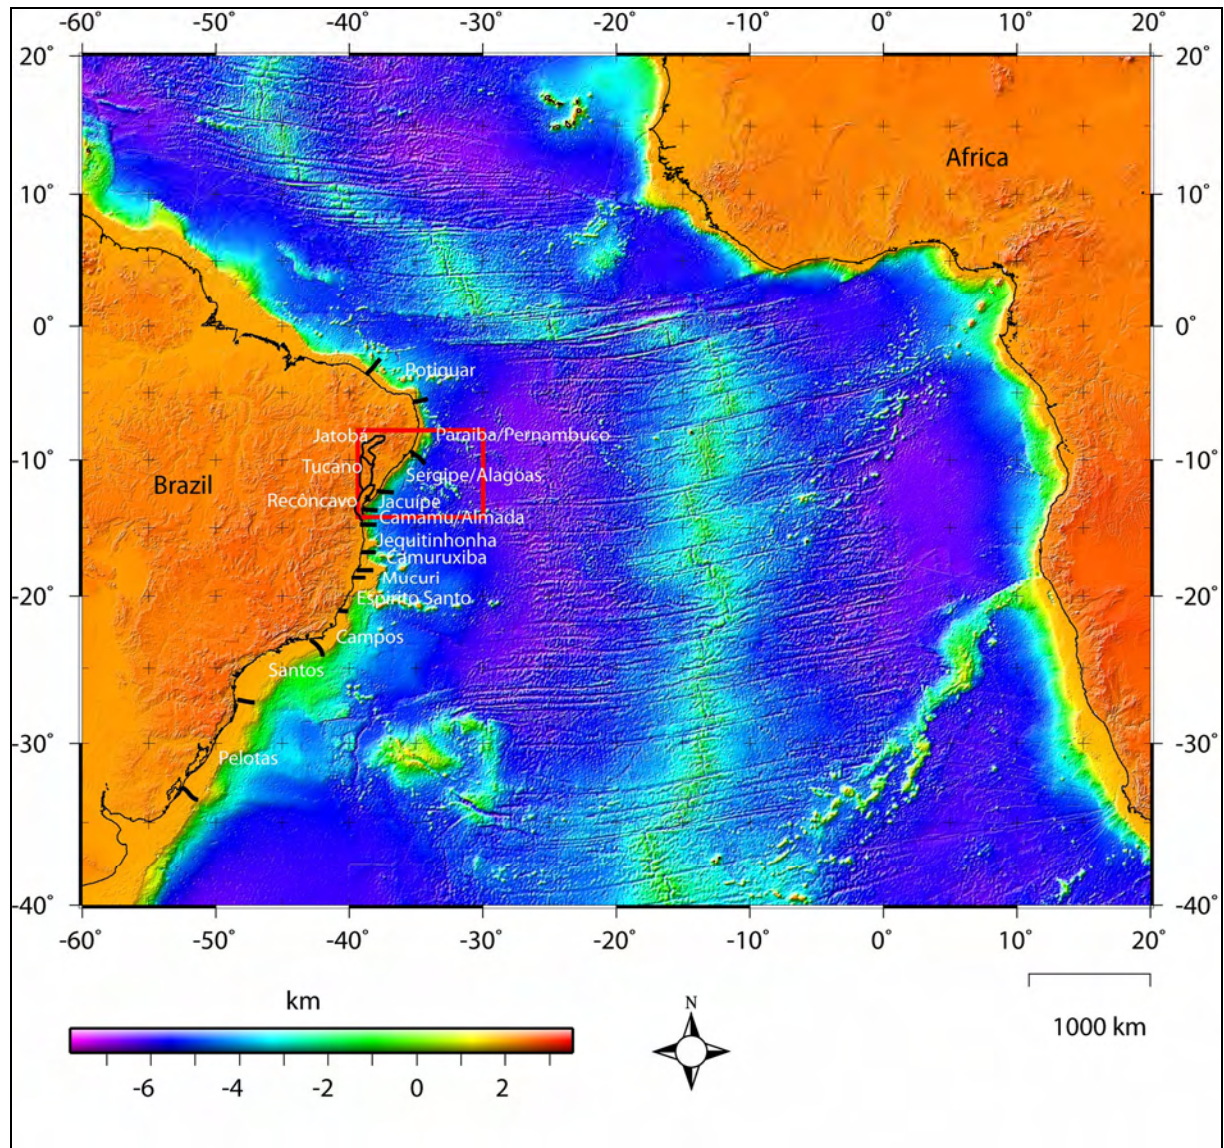 -60° -50° -40° -30° -20° -10° 0° 10° 20°
20° 20°
Africa
10° 10°
0° 0°
Potiguar
Jatobá Paraiba/Pernambuco
-10° -10°
Tucano Sergipe/Alagoas
Brazil
Recôncavo Jacuípe
Camamu/Almada
Jequitinhonha
Camuruxiba
Mucuri
-20° Espírito Santo -20°
Campos
Santos
-30° -30°
Pelotas
-40° -40°
-60° -50° -40° -30° -20° -10° 0° 10° 20°
km
N
1000 km
-6 -4 -2 0 2